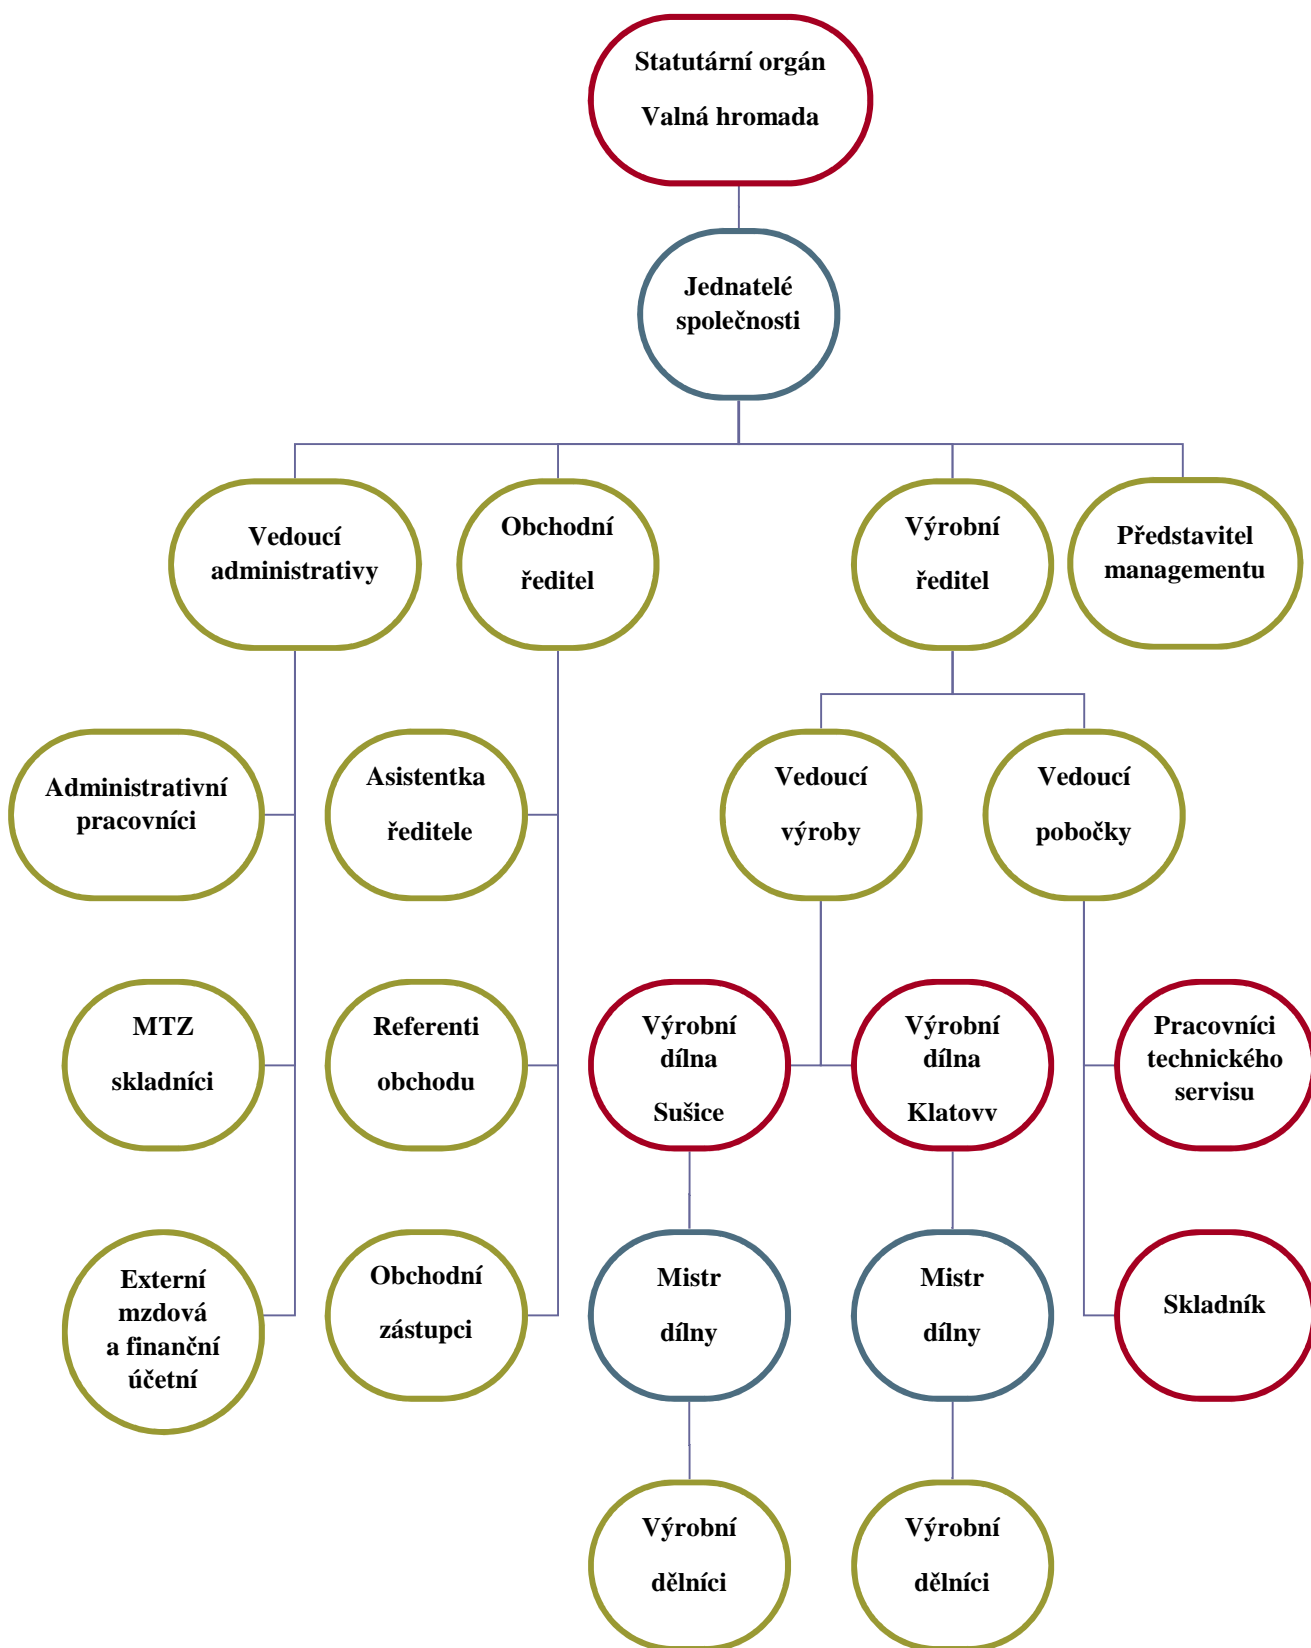 Statutární orgán
Valná hromada
Jednatelé
společnosti
Vedoucí
administrativy
Obchodní
ředitel
Výrobní
ředitel
Představitel
managementu
Administrativní
pracovníci
Asistentka
ředitele
Vedoucí
výroby
Vedoucí
pobočky
MTZ
skladníci
Referenti
obchodu
Výrobní
dílna
Sušice
Výrobní
dílna
Klatovv
Pracovníci
technického
servisu
Externí
mzdová
a finanční
účetní
Obchodní
zástupci
Mistr
dílny
Mistr
dílny
Skladník
Výrobní
dělníci
Výrobní
dělníci